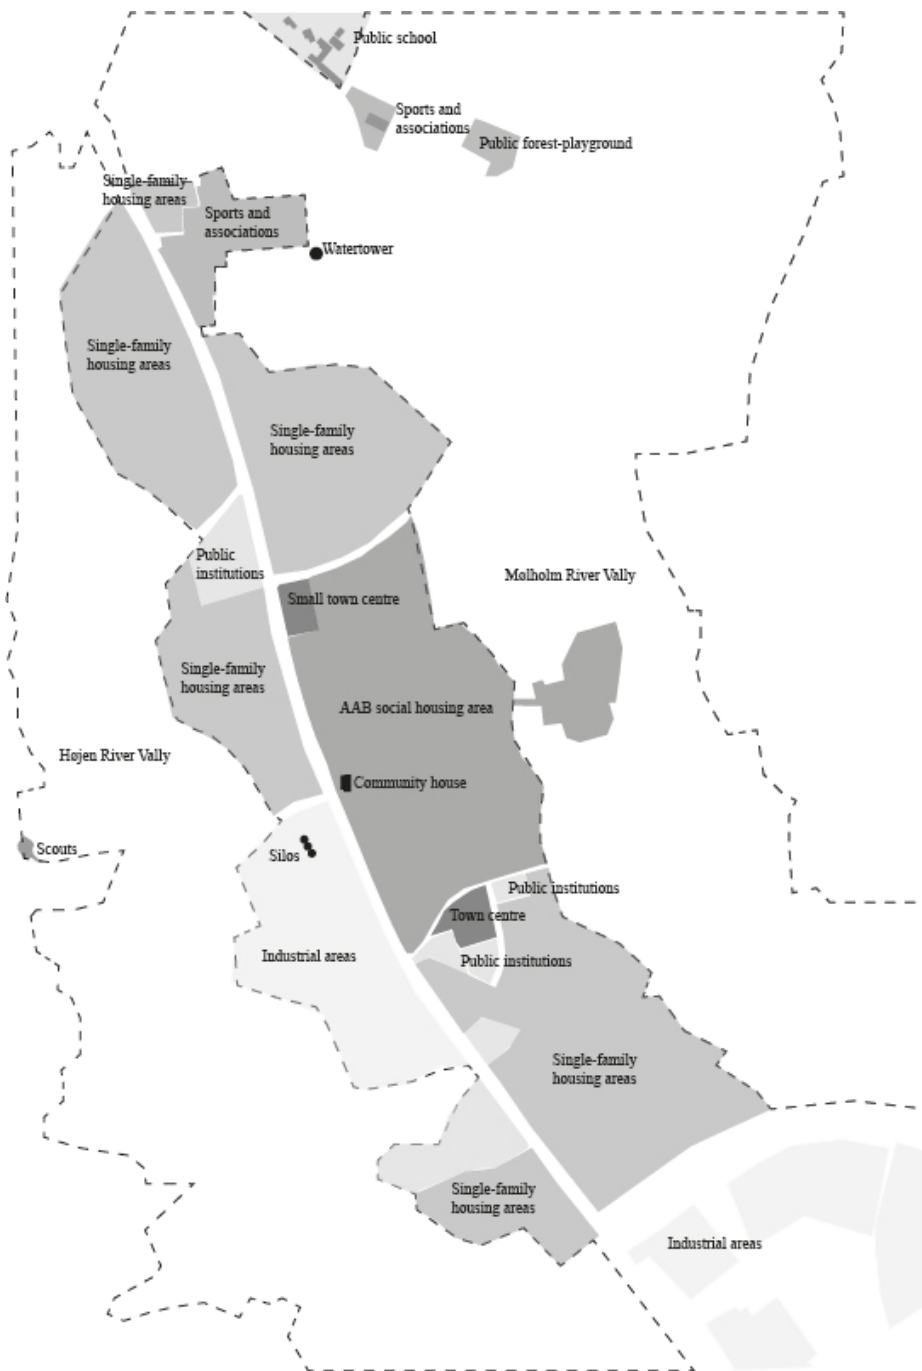 Public school
Sports and
associations
Public forest-playground
Single-family
housing areas
Sports and
associations
Watertower
Single-family
housing areas
Single-family
housing areas
Public
institutions
Mølholm River Vally
Small town centre
Single-family
housing areas
AAB social housing area
Højen River Vally
Community house
Scouts
Silos
Public institutions
Town centre
Industrial areas
Public institutions
Single-family
housing areas
Single-family
housing areas
Industrial areas